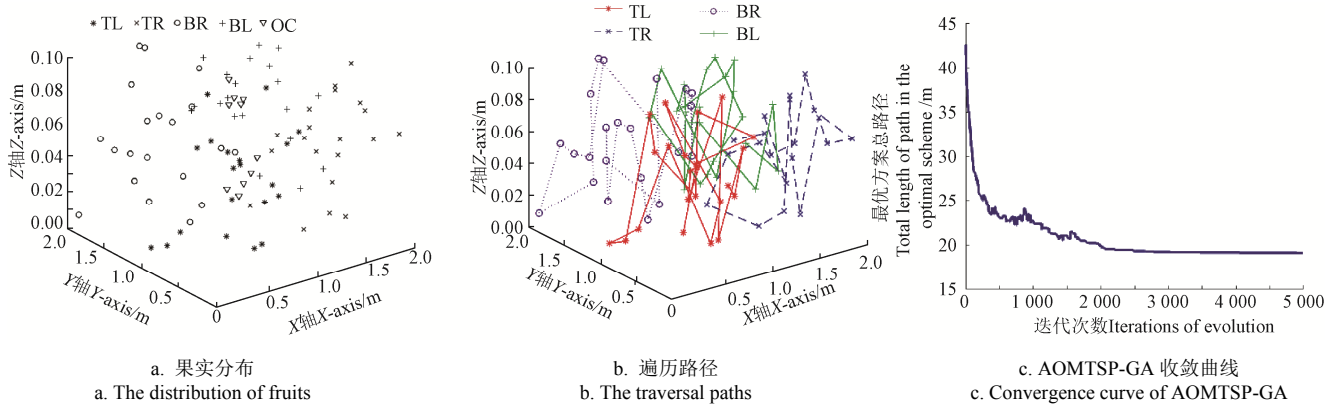 TL TR BR BL OC
Z轴Z-axis/m
0.10
0.08
0.06
0.04
0.02
0.00
2.0
1.5
1.0
0.5
0
Y轴Y-axis/m
0
0.5
1.0
1.5
2.0
X轴X-axis/m
a. 果实分布
a. The distribution of fruits
TL BR
TR BL
Z轴Z-axis/m
0.10
0.08
0.06
0.04
0.02
0.00
2.0
1.5
1.0
0.5
0
Y轴Y-axis/m
0.5
1.0
1.5
2.0
X轴X-axis/m
b. 遍历路径
b. The traversal paths
最优方案总路径
Total length of path in the
optimal scheme /m
45
40
35
30
25
20
15
0 1 000 2 000 3 000 4 000 5 000
迭代次数Iterations of evolution
c. AOMTSP-GA 收敛曲线
c. Convergence curve of AOMTSP-GA